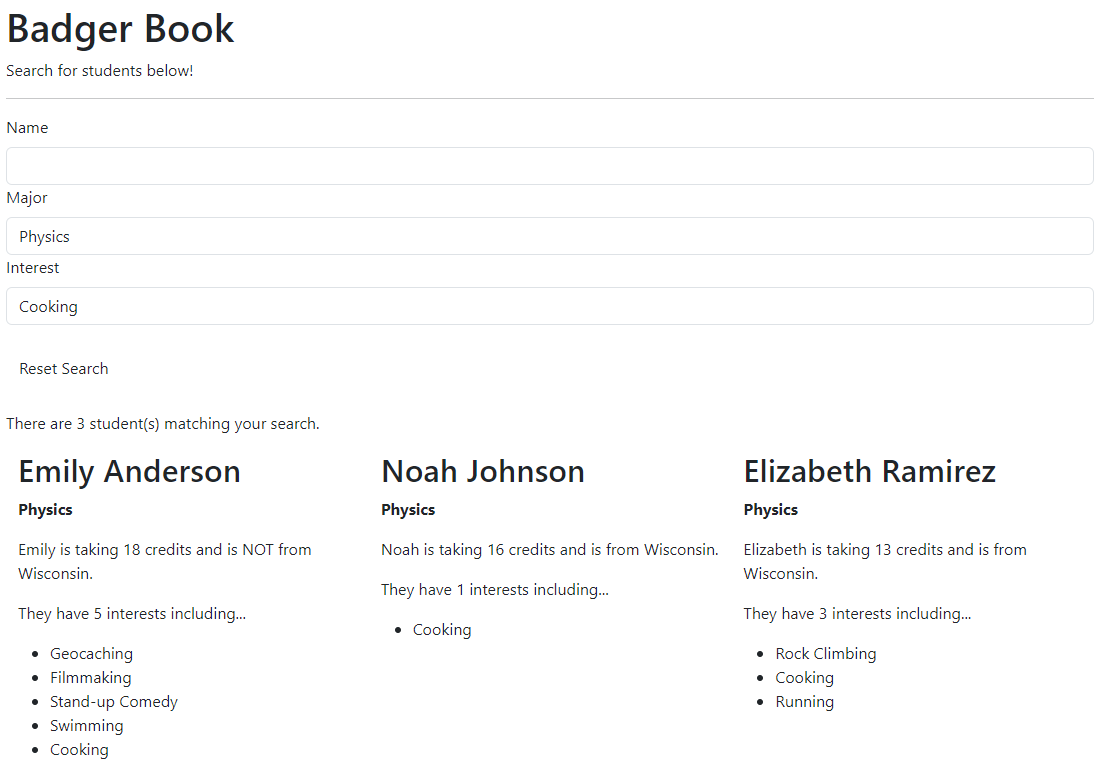 Badger Book
Search for students below!
Name
Major
Physics
Interest
Cooking
Reset Search
There are 3 student(s) matching your search.
Emily Anderson
Physics
Emily is taking 18 credits and is NOT from
Wisconsin.
They have 5 interests including...
Geocaching
Filmmaking
Stand-up Comedy
Swimming
Cooking
Noah Johnson
Physics
Noah is taking 16 credits and is from Wisconsin.
They have 1 interests including...
Cooking
Elizabeth Ramirez
Physics
Elizabeth is taking 13 credits and is from
Wisconsin.
They have 3 interests including...
Rock Climbing
Cooking
Running